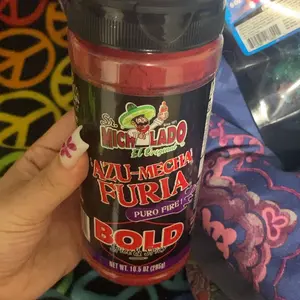 MICHELADO
El Original
AZU-MECHA
FURIA
PURO FIRE!
BOLD
NET WT. 10.5 OZ (298g)